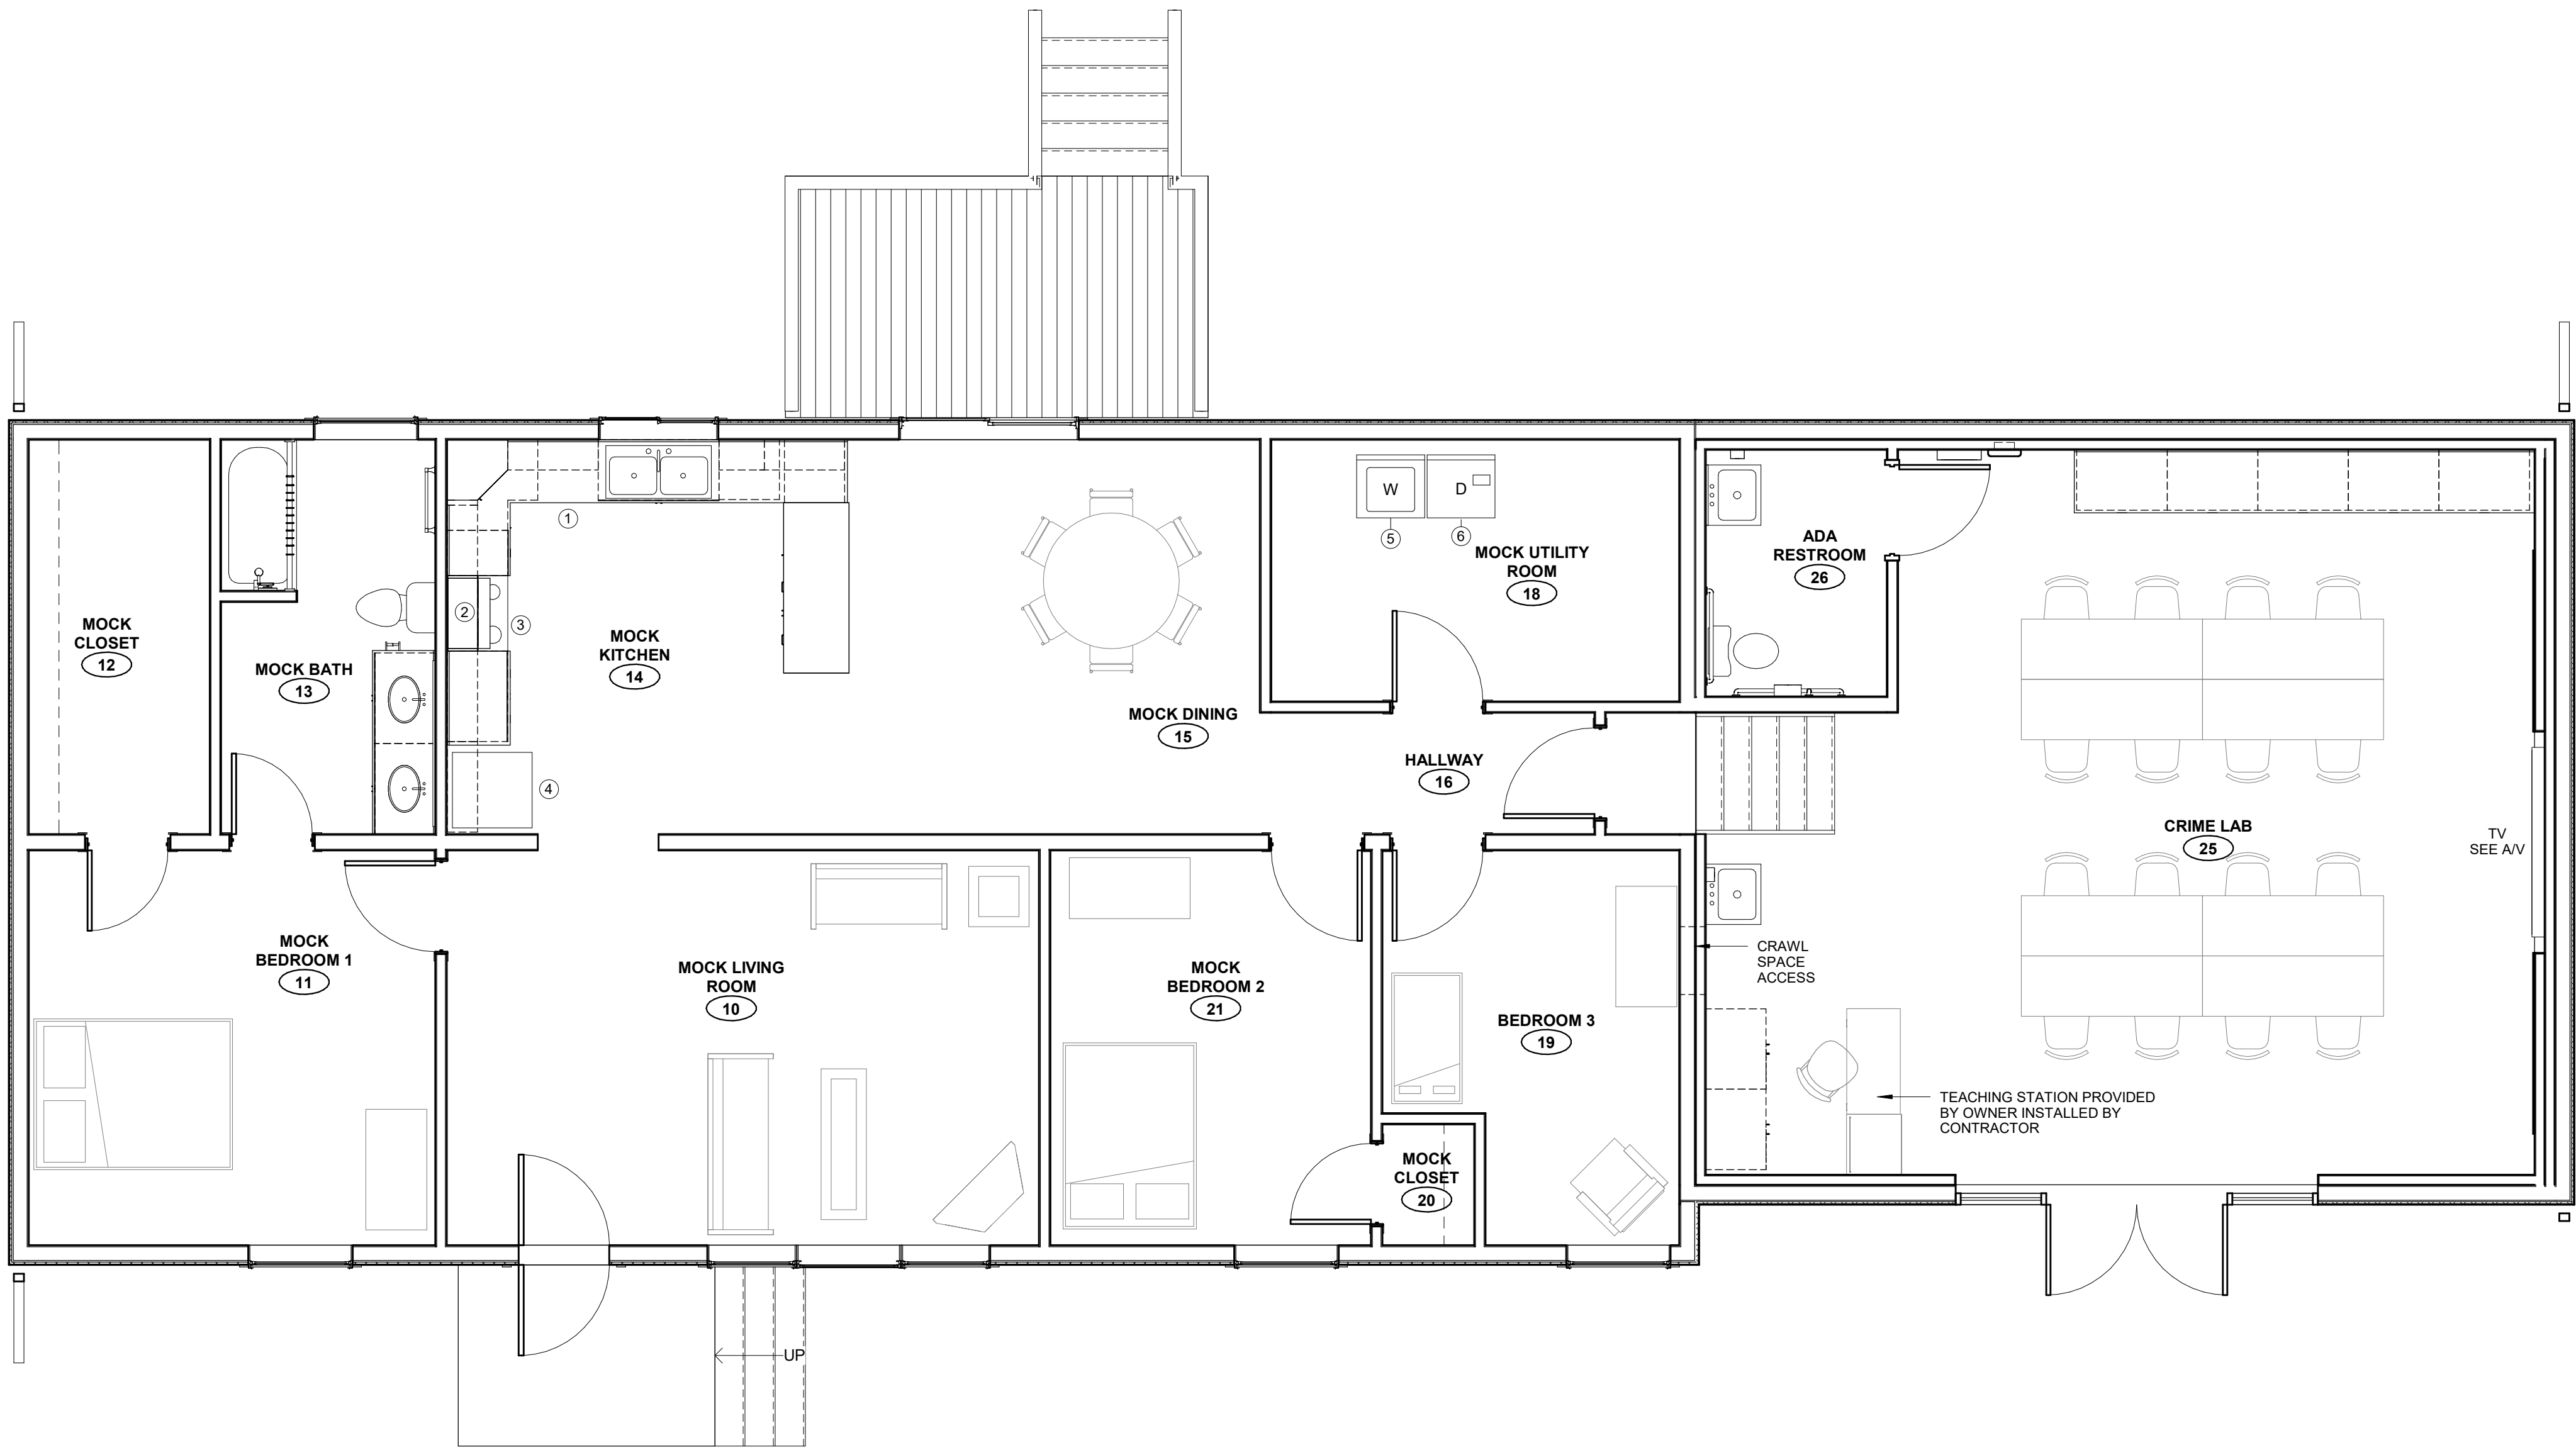 W
D
1
5
6
MOCK UTILITY
ROOM
18
ADA
RESTROOM
26
2
3
MOCK
CLOSET
12
MOCK BATH
13
MOCK
KITCHEN
14
MOCK DINING
15
4
HALLWAY
16
CRIME LAB
25
TV
SEE A/V
MOCK
BEDROOM 1
11
MOCK LIVING
ROOM
10
MOCK
BEDROOM 2
21
BEDROOM 3
19
CRAWL
SPACE
ACCESS
TEACHING STATION PROVIDED
BY OWNER INSTALLED BY
CONTRACTOR
MOCK
CLOSET
20
UP